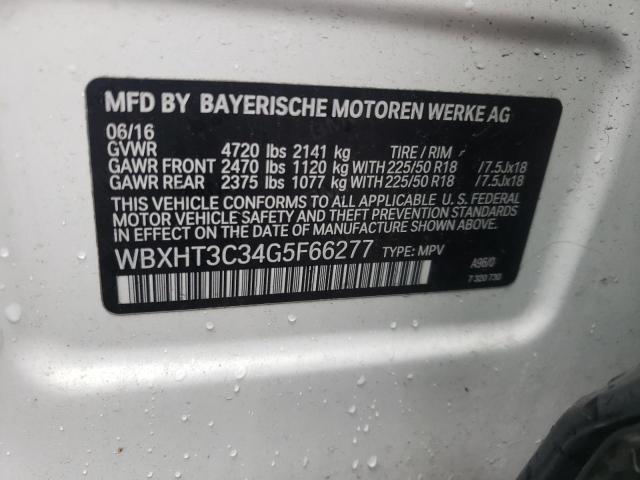 MFD BY BAYERISCHE MOTOREN WERKE AG
06/16
GVWR 4720 lbs 2141 kg TIRE / RIM
GAWR FRONT 2470 lbs 1120 kg WITH 225/50 R18 /7.5Jx18
GAWR REAR 2375 lbs 1077 kg WITH 225/50 R18 /7.5Jx18
THIS VEHICLE CONFORMS TO ALL APPLICABLE U. S. FEDERAL
MOTOR VEHICLE SAFETY AND THEFT PREVENTION STANDARDS
IN EFFECT ON THE DATE OF MANUFACTURE SHOWN ABOVE.
WBXHT3C34G5F66277 TYPE: MPV A96/0
7 320 730